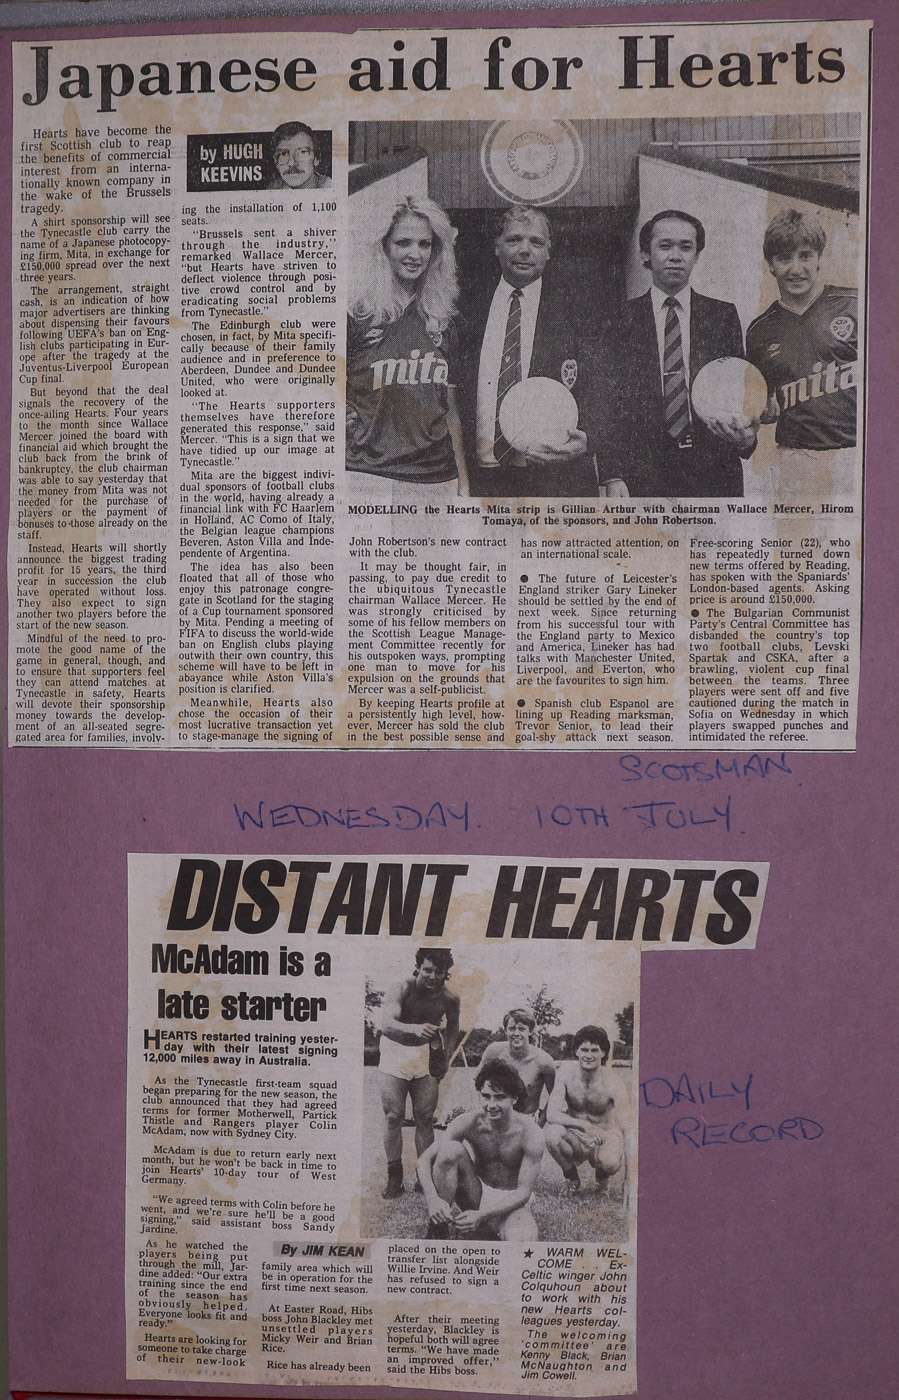 Japanese aid for Hearts
Hearts have become the
first Scottish club to reap
the benefits of commercial
interest from an interna-
tionally known company in
the wake of the Brussels
tragedy.
A shirt sponsorship will see
the Tynecastle club carry the
name of a Japanese photocopy-
ing firm, Mita, in exchange for
£150,000 spread over the next
three years.
The arrangement, straight
cash, is an indication of how
major advertisers are thinking
about dispensing their favours
following UEFA's ban on Eng-
lish clubs participating in Eur-
ope after the tragedy at the
Juventus-Liverpool European
Cup final.
But beyond that the deal
signals the recovery of the
once-ailing Hearts. Four years
to the month since Wallace
Mercer joined the board with
financial aid which brought the
club back from the brink of
bankruptcy, the club chairman
was able to say yesterday that
the money from Mita was not
needed for the purchase of
players or the payment of
bonuses to those already on the
staff.
Instead, Hearts will shortly
announce the biggest trading
profit for 15 years, the third
year in succession the club
have operated without loss.
They also expect to sign
another two players before the
start of the new season.
Mindful of the need to pro-
mote the good name of the
game in general, though, and
to ensure that supporters feel
they can attend matches at
Tynecastle in safety, Hearts
will devote their sponsorship
money towards the develop-
ment of an all-seated segre-
gated area for families, involv-
by HUGH
KEEVINS
ing the installation of 1,100
seats.
"Brussels sent a shiver
through the industry,"
remarked Wallace Mercer,
"but Hearts have striven to
deflect violence through posi-
tive crowd control and by
eradicating social problems
from Tynecastle."
The Edinburgh club were
chosen, in fact, by Mita specifi-
cally because of their family
audience and in preference to
Aberdeen, Dundee and Dundee
United, who were originally
looked at.
"The Hearts supporters
themselves have therefore
generated this response," said
Mercer. "This is a sign that we
have tidied up our image at
Tynecastle."
Mita are the biggest indivi-
dual sponsors of football clubs
in the world, having already a
financial link with FC Haarlem
in Holland, AC Como of Italy,
the Belgian league champions
Beveren, Aston Villa and Inde-
pendente of Argentina.
The idea has also been
floated that all of those who
enjoy this patronage congre-
gate in Scotland for the staging
of a Cup tournament sponsored
by Mita. Pending a meeting of
FIFA to discuss the world-wide
ban on English clubs playing
outwith their own country, this
scheme will have to be left in
abayance while Aston Villa's
position is clarified.
Meanwhile, Hearts also
chose the occasion of their
most lucrative transaction yet
to stage-manage the signing of
mita
mita
MODELLING the Hearts Mita strip is Gillian Arthur with chairman Wallace Mercer, Hirom
Tomaya, of the sponsors, and John Robertson.
John Robertson's new contract
with the club.
It may be thought fair, in
passing, to pay due credit to
the ubiquitous Tynecastle
chairman Wallace Mercer. He
was strongly criticised by
some of his fellow members on
the Scottish League Manage-
ment Committee recently for
his outspoken ways, prompting
one man to move for his
expulsion on the grounds that
Mercer was a self-publicist.
By keeping Hearts profile at
a persistently high level, how-
ever, Mercer has sold the club
in the best possible sense and
has now attracted attention, on
an international scale.
● The future of Leicester's
England striker Gary Lineker
should be settled by the end of
next week. Since returning
from his successful tour with
the England party to Mexico
and America, Lineker has had
talks with Manchester United,
Liverpool, and Everton, who
are the favourites to sign him.
● Spanish club Espanol are
lining up Reading marksman,
Trevor Senior, to lead their
goal-shy attack next season.
Free-scoring Senior (22), who
has repeatedly turned down
new terms offered by Reading,
has spoken with the Spaniards'
London-based agents. Asking
price is around £150,000.
● The Bulgarian Communist
Party's Central Committee has
disbanded the country's top
two football clubs, Levski
Spartak and CSKA, after a
brawling, violent cup final
between the teams. Three
players were sent off and five
cautioned during the match in
Sofia on Wednesday in which
players swapped punches and
intimidated the referee.
SCOTSMAN
WEDNESDAY. 10TH JULY.
DISTANT HEARTS
McAdam is a
late starter
HEARTS restarted training yester-
day with their latest signing
12,000 miles away in Australia.
As the Tynecastle first-team squad
began preparing for the new season, the
club announced that they had agreed
terms for former Motherwell, Partick
Thistle and Rangers player Colin
McAdam, now with Sydney City.
McAdam is due to return early next
month, but he won't be back in time to
join Hearts' 10-day tour of West
Germany.
"We agreed terms with Colin before he
went, and we're sure he'll be a good
signing," said assistant boss Sandy
Jardine.
As he watched the
players being put
through the mill, Jar-
dine added: "Our extra
training since the end
of the season has
obviously helped.
Everyone looks fit and
ready."
Hearts are looking for
someone to take charge
of their new-look
By JIM KEAN
family area which will
be in operation for the
first time next season.
At Easter Road, Hibs
boss John Blackley met
unsettled players
Micky Weir and Brian
Rice.
Rice has already been
placed on the open to
transfer list alongside
Willie Irvine. And Weir
has refused to sign a
new contract.
After their meeting
yesterday, Blackley is
hopeful both will agree
terms. "We have made
an improved offer,"
said the Hibs boss.
★ WARM WEL-
COME . . Ex-
Celtic winger John
Colquhoun about
to work with his
new Hearts col-
leagues yesterday.
The welcoming
'committee' are
Kenny Black, Brian
McNaughton and
Jim Cowell.
DAILY
RECORD